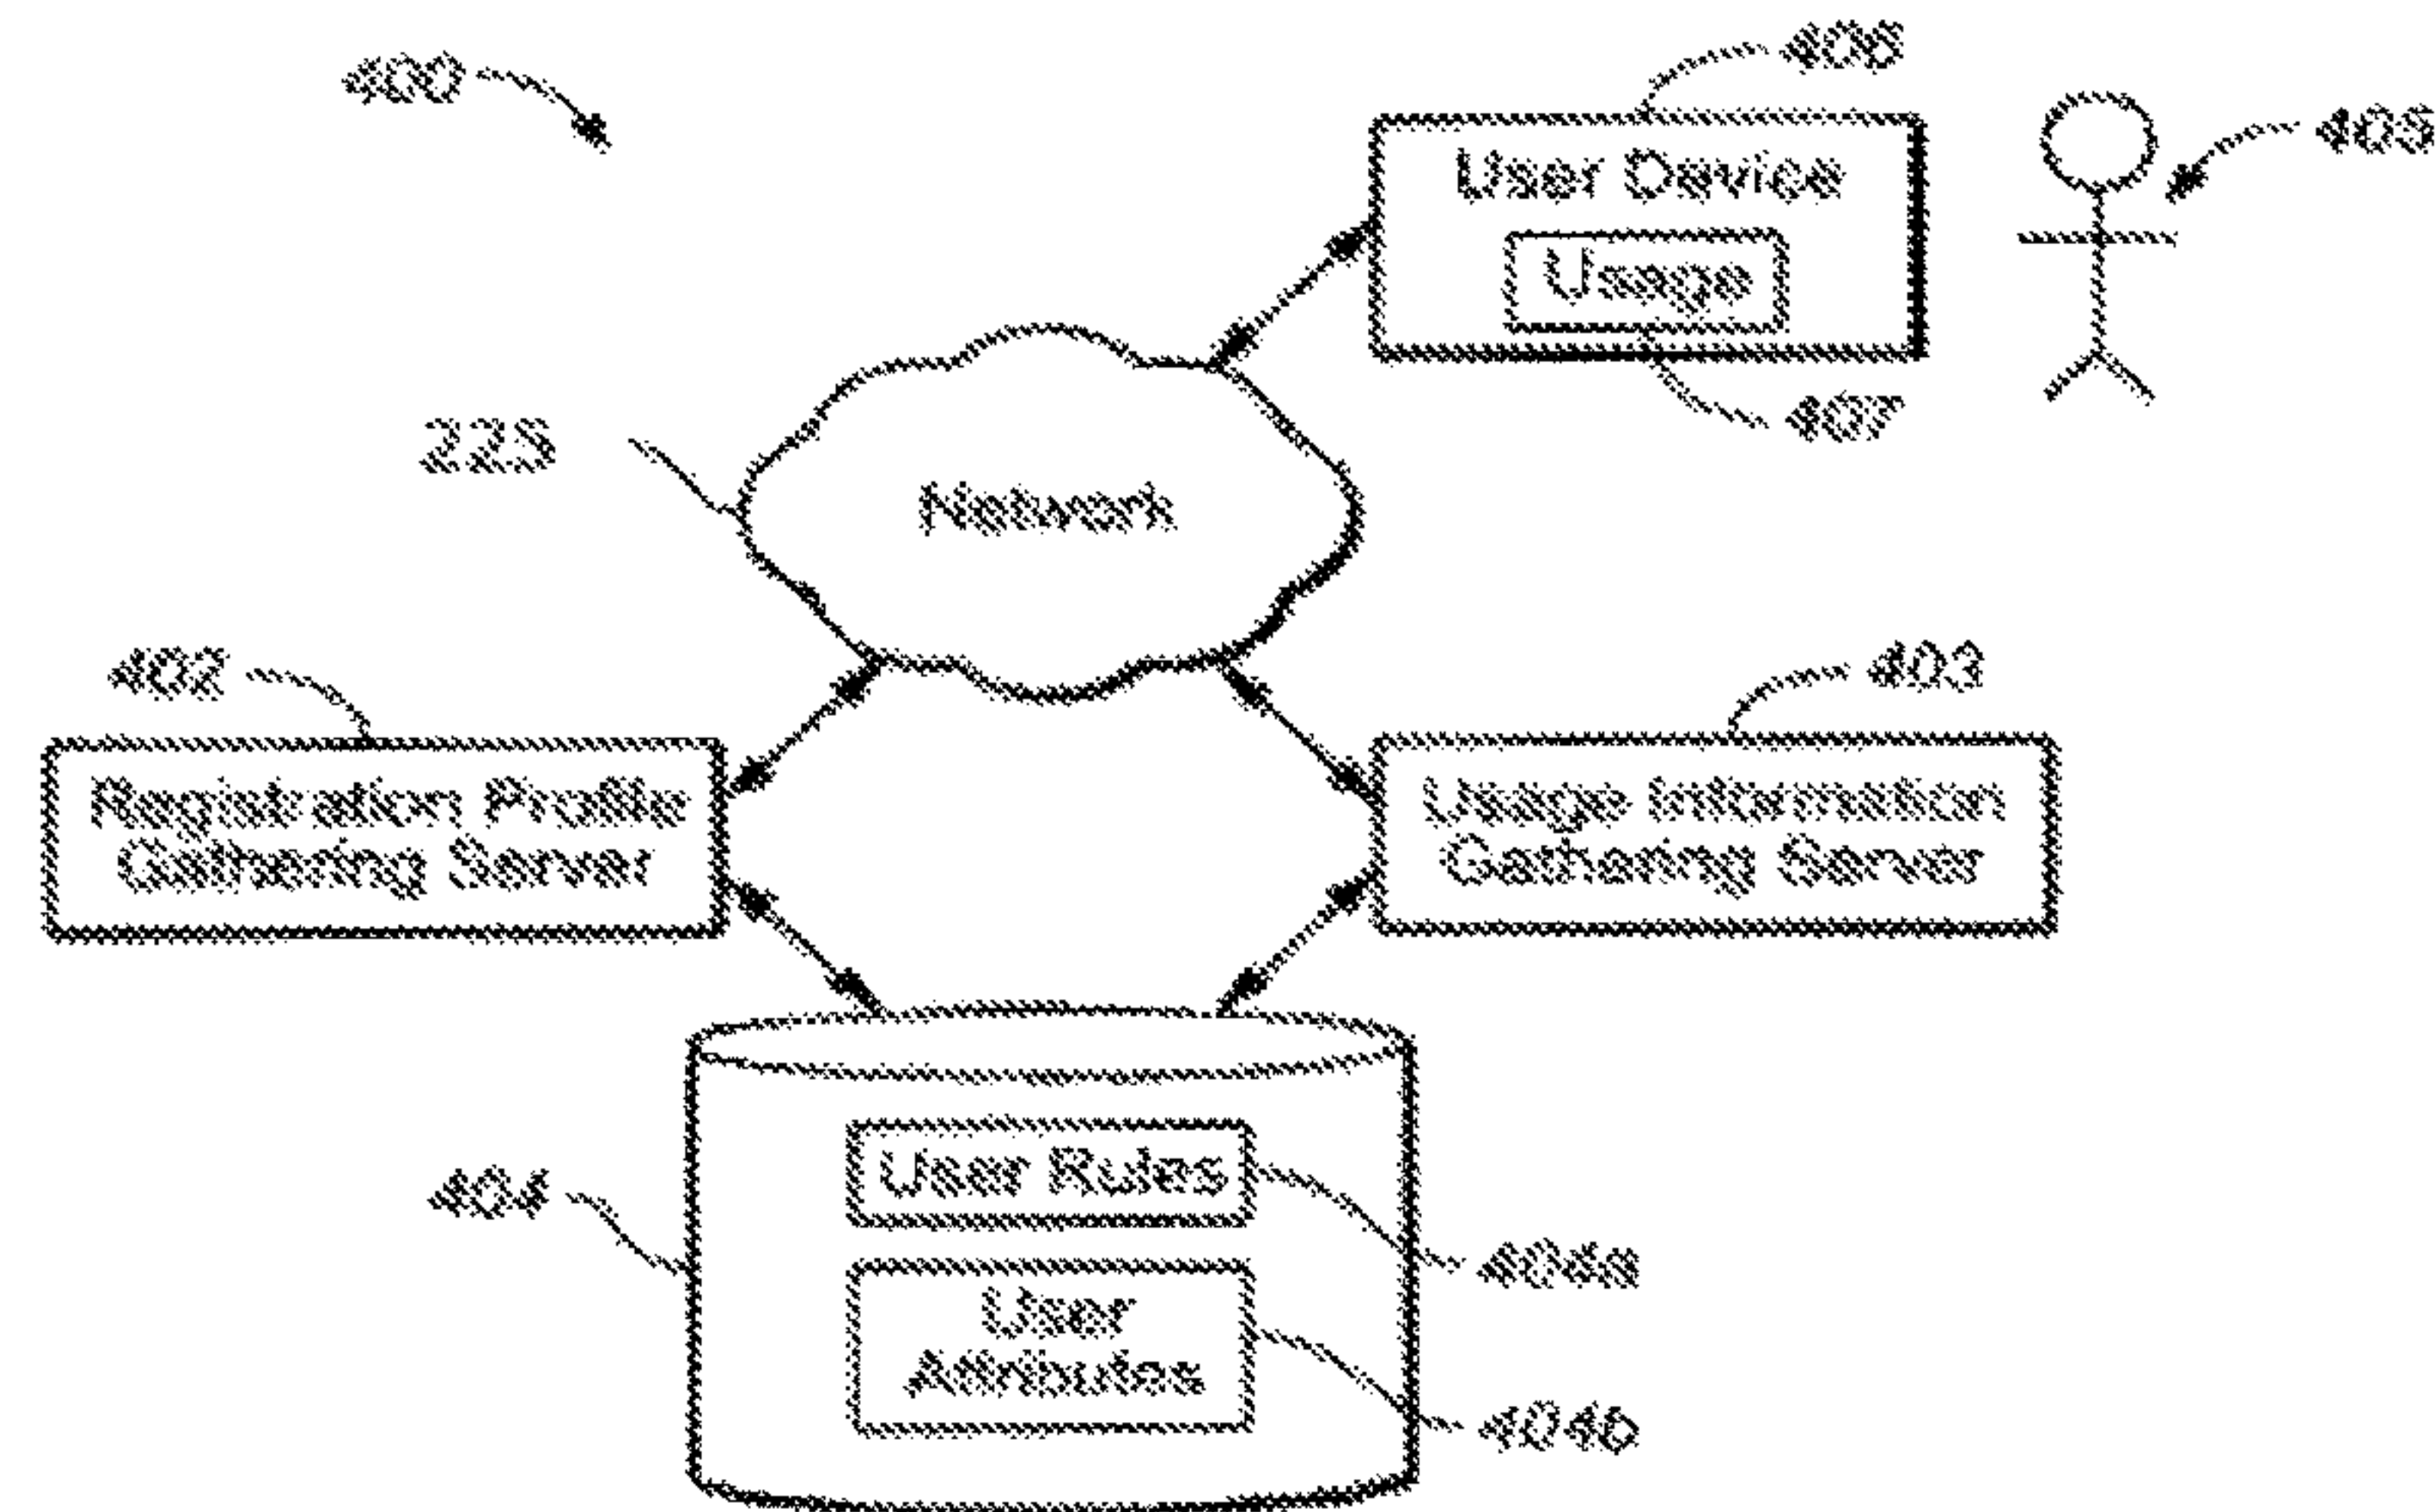 400
406
User Device
Usage
405
407
225
Network
402
Registration Profile
Gathering Server
403
Usage Information
Gathering Server
404
User Rules
404a
User
Attributes
404b